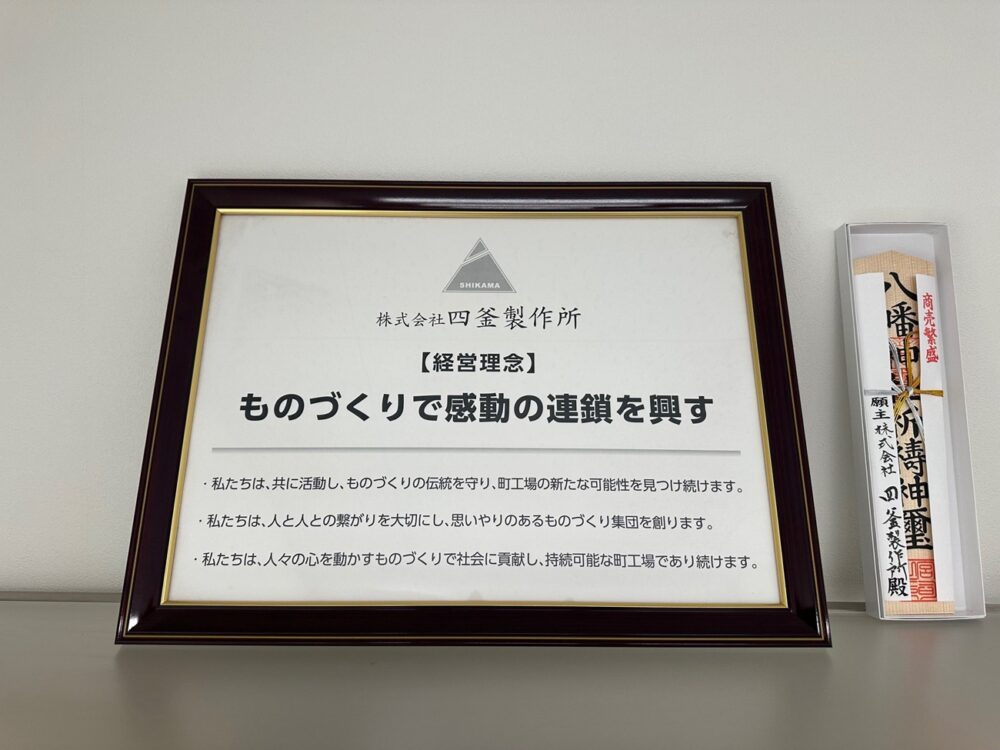 SHIKAMA
株式会社四釜製作所
【経営理念】
ものづくりで感動の連鎖を興す
・私たちは、共に活動し、ものづくりの伝統を守り、町工場の新たな可能性を見つけ続けます。
・私たちは、人と人との繋がりを大切にし、思いやりのあるものづくり集団を創ります。
・私たちは、人々の心を動かすものづくりで社会に貢献し、持続可能な町工場であり続けます。
商売繁盛
八幡神 祈祷神璽
願主株式会社 四釜製作所殿